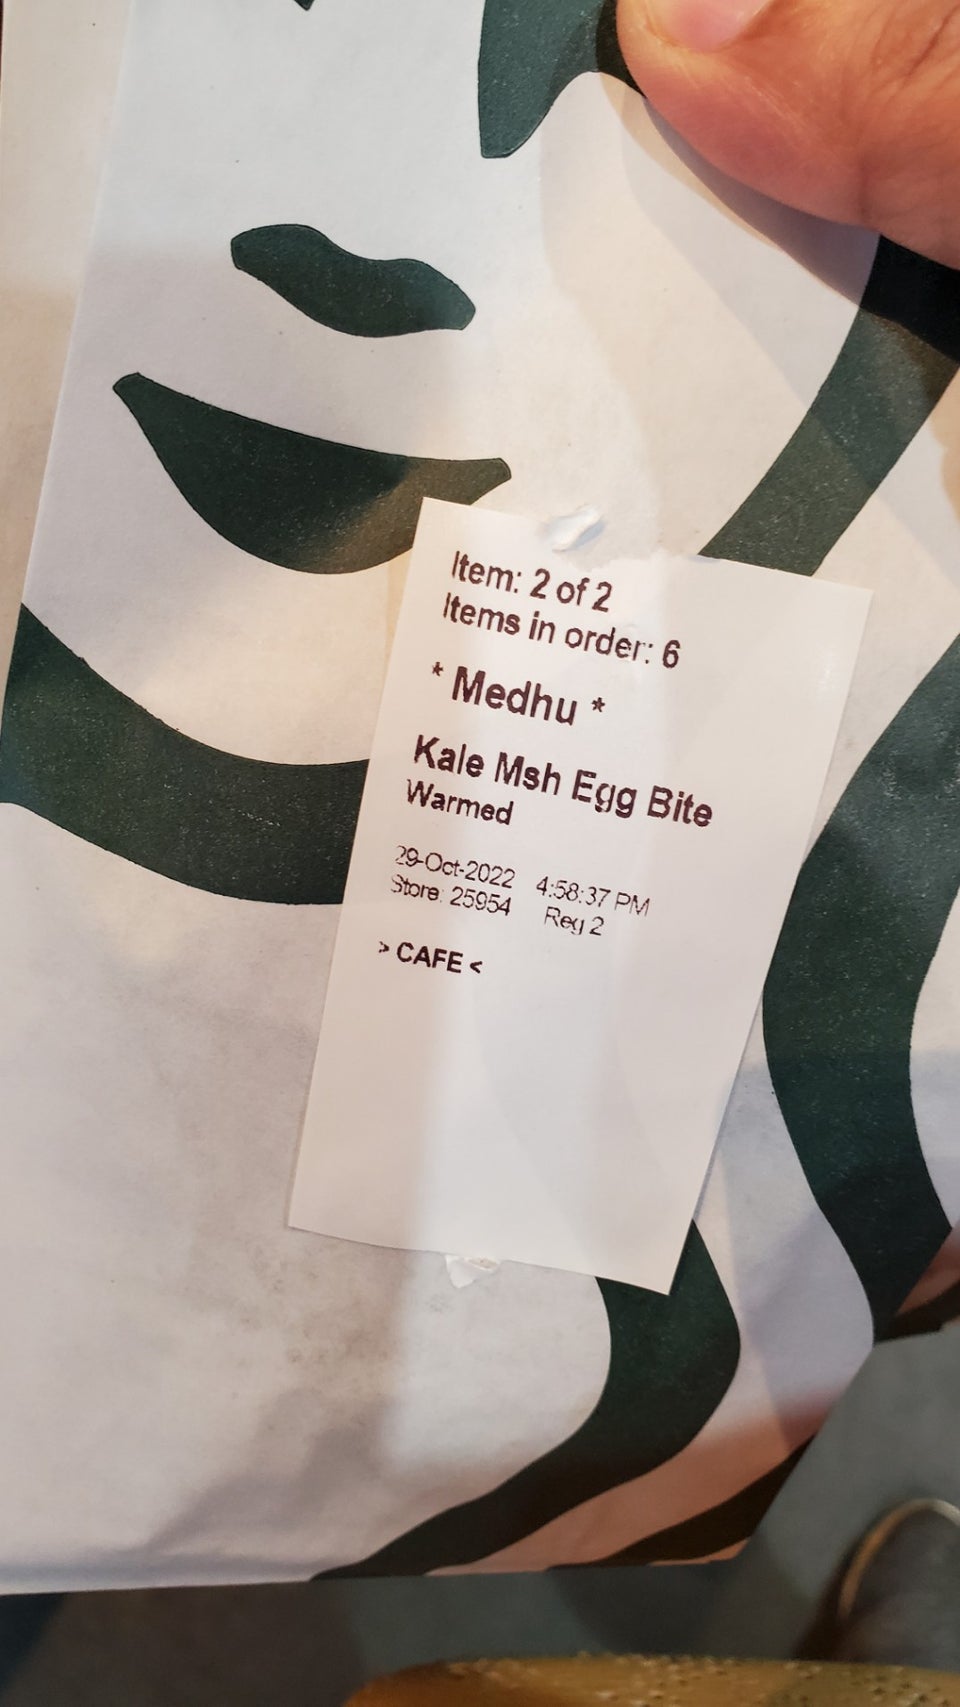 Item: 2 of 2
Items in order: 6
* Medhu *
Kale Msh Egg Bite
Warmed
29-Oct-2022 4:58:37 PM
Store: 25954 Reg 2
> CAFE <